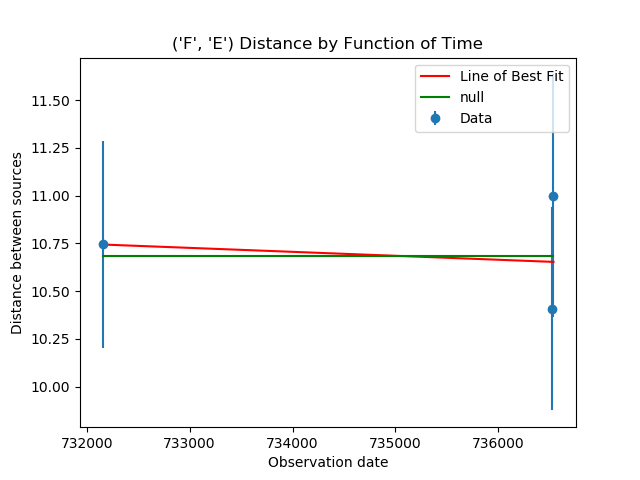 ('F', 'E') Distance by Function of Time
Line of Best Fit
null
Data
Distance between sources
11.50
11.25
11.00
10.75
10.50
10.25
10.00
732000 733000 734000 735000 736000
Observation date